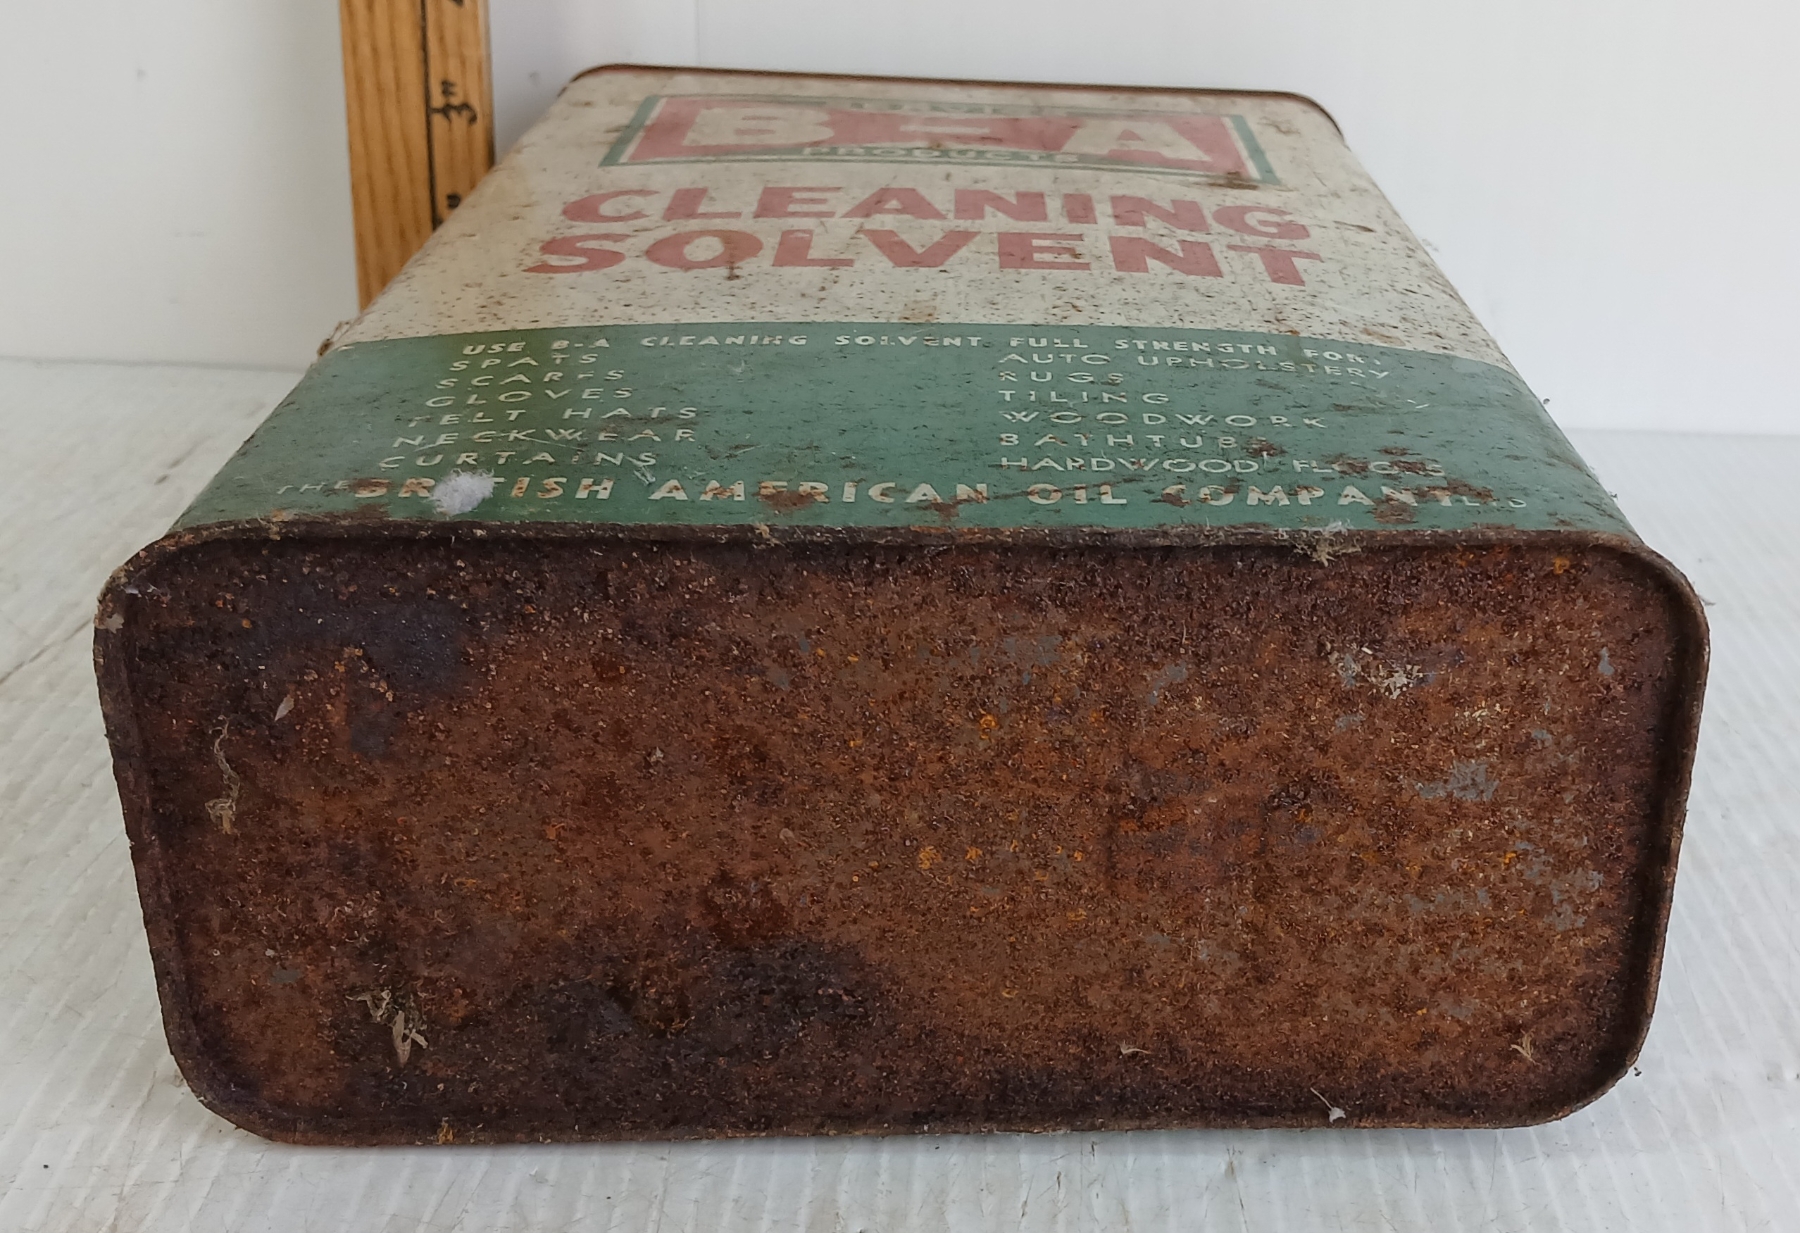 3"
B-A
PRODUCTS
CLEANING
SOLVENT
USE B-A CLEANING SOLVENT FULL STRENGTH FOR:
SPATS
SCARFS
GLOVES
FELT HATS
NECKWEAR
CURTAINS
AUTO UPHOLSTERY
RUGS
TILING
WOODWORK
BATHTUBS
HARDWOOD FLOORS
THE BRITISH AMERICAN OIL COMPANY LTD